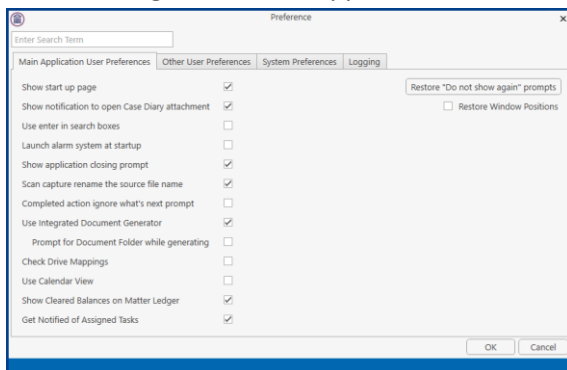 Preference
Enter Search Term
Main Application User Preferences
Other User Preferences
System Preferences
Logging
Show start up page
Restore "Do not show again" prompts
Show notification to open Case Diary attachment
Restore Window Positions
Use enter in search boxes
Launch alarm system at startup
Show application closing prompt
Scan capture rename the source file name
Completed action ignore what's next prompt
Use Integrated Document Generator
Prompt for Document Folder while generating
Check Drive Mappings
Use Calendar View
Show Cleared Balances on Matter Ledger
Get Notified of Assigned Tasks
OK
Cancel